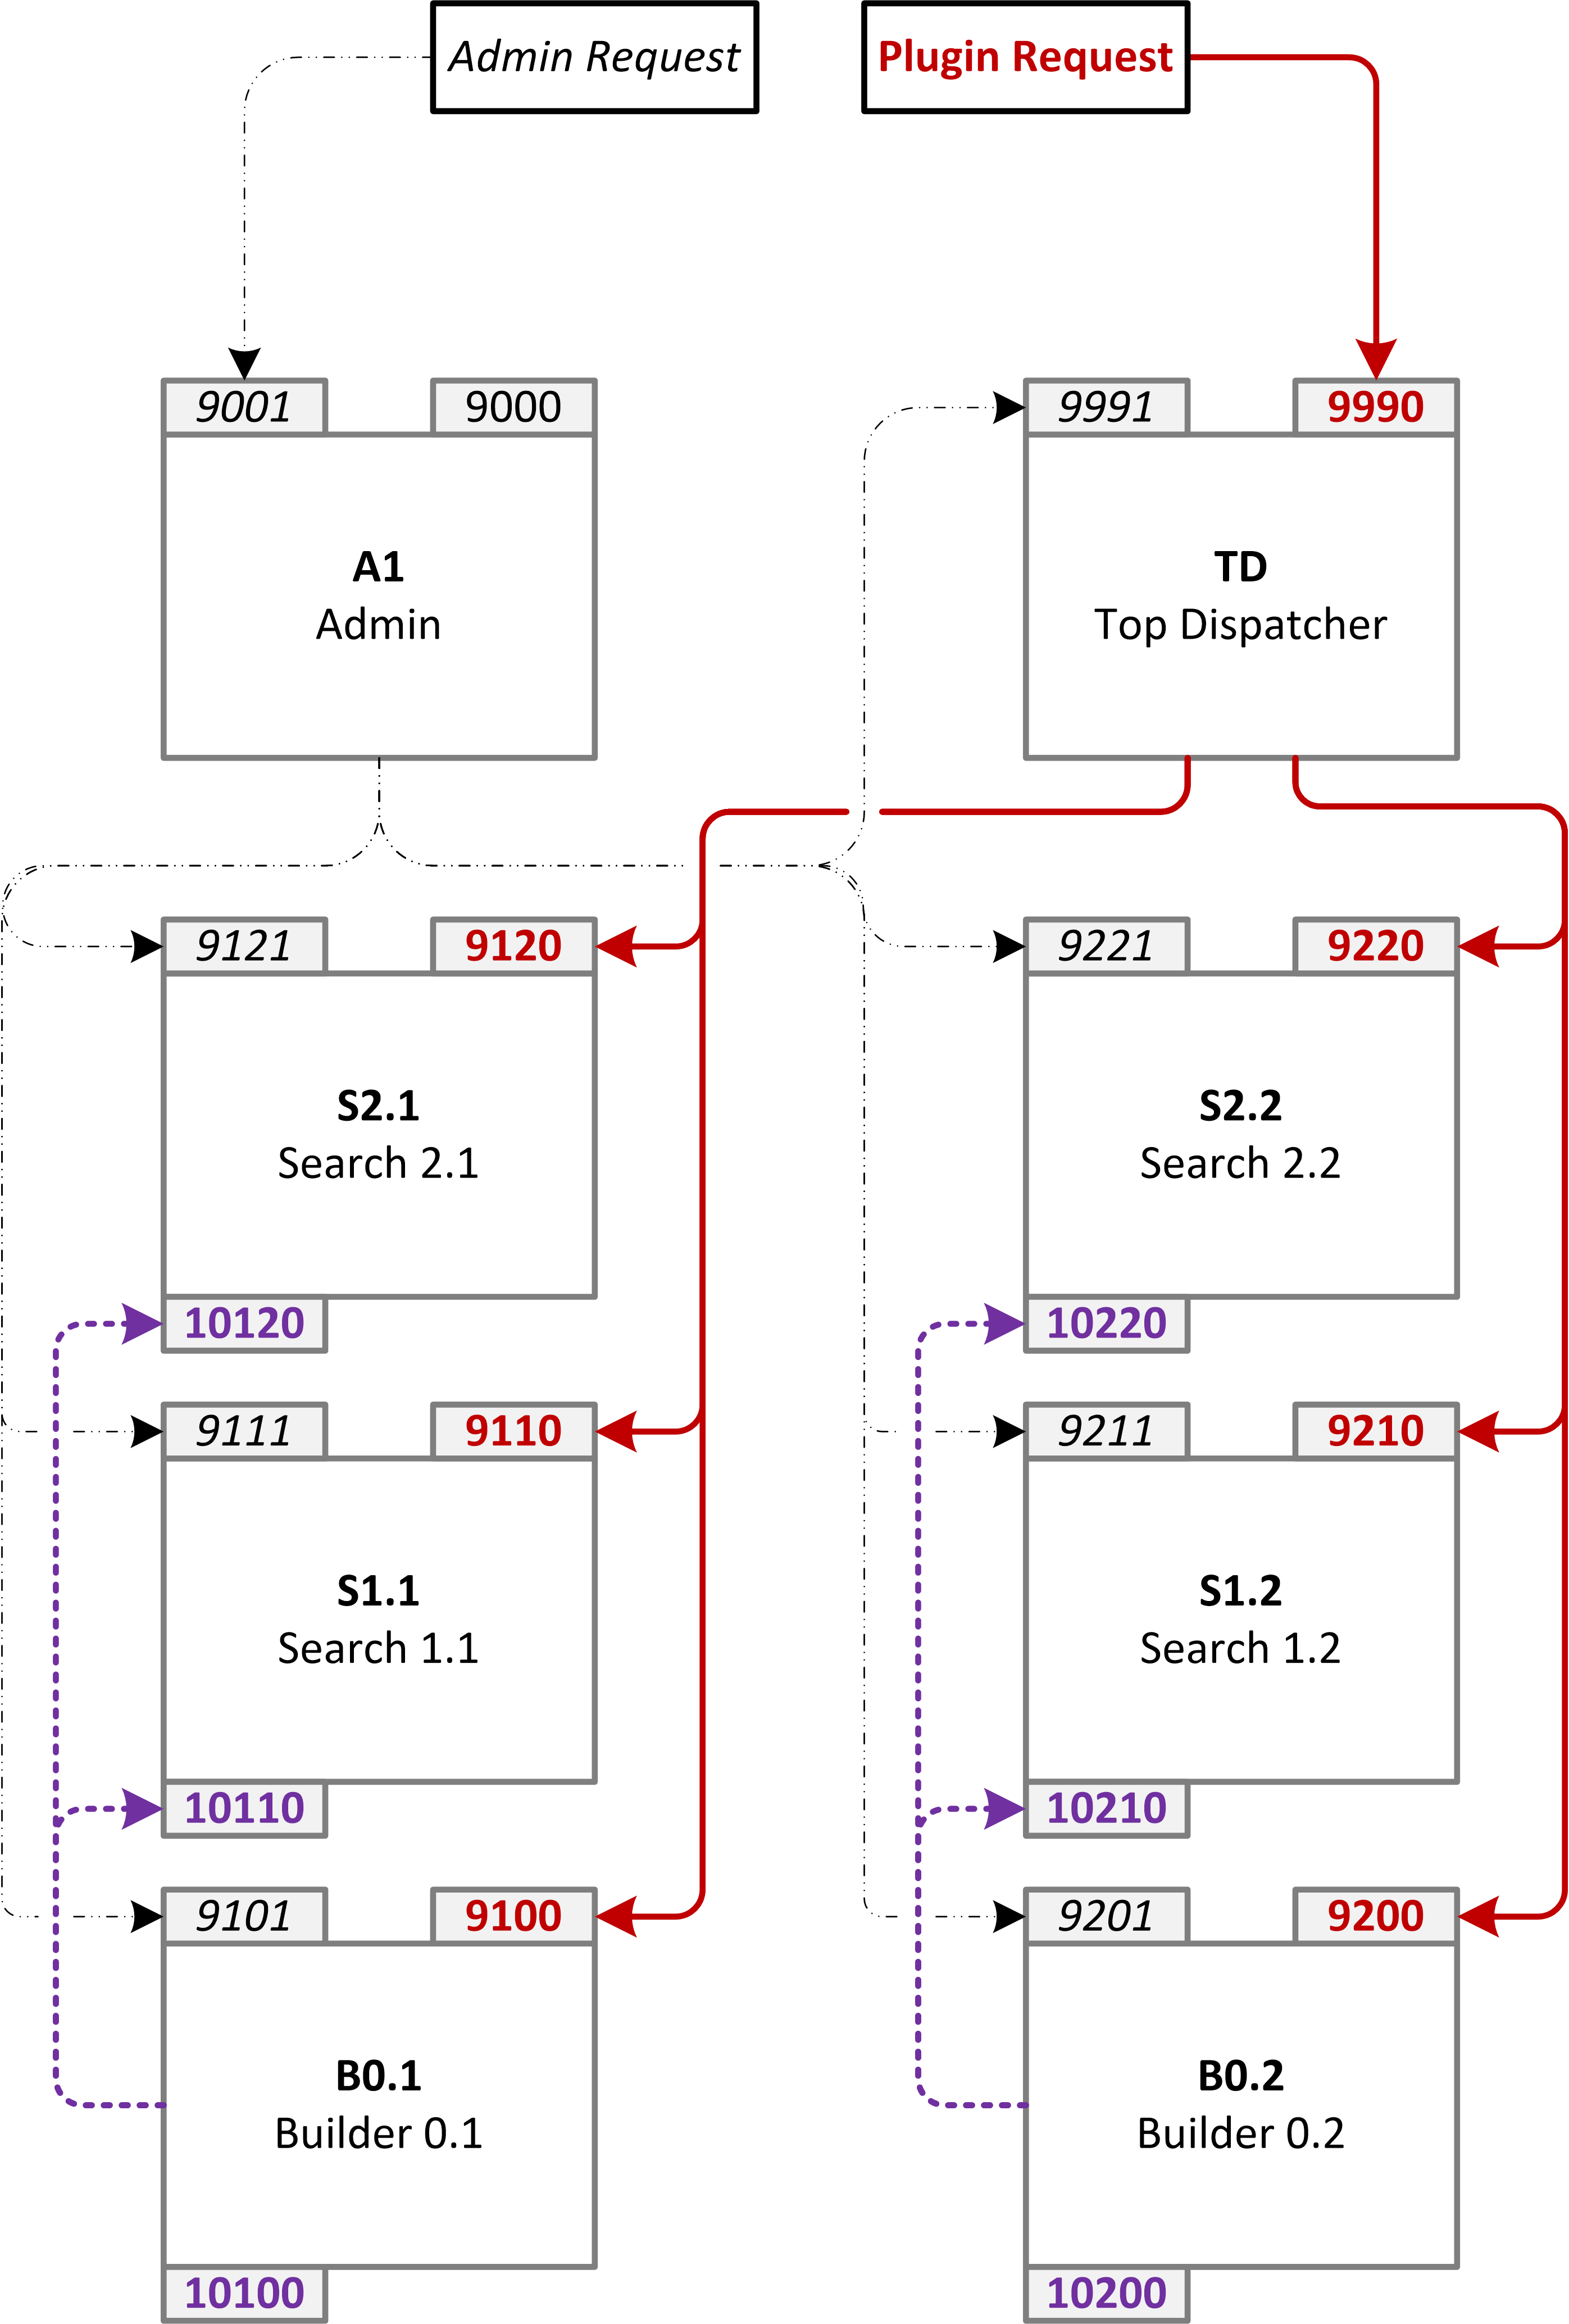 Admin Request
Plugin Request
9001
9000
A1
Admin
9991
9990
TD
Top Dispatcher
9121
9120
S2.1
Search 2.1
10120
9221
9220
S2.2
Search 2.2
10220
9111
9110
S1.1
Search 1.1
10110
9211
9210
S1.2
Search 1.2
10210
9101
9100
B0.1
Builder 0.1
10100
9201
9200
B0.2
Builder 0.2
10200